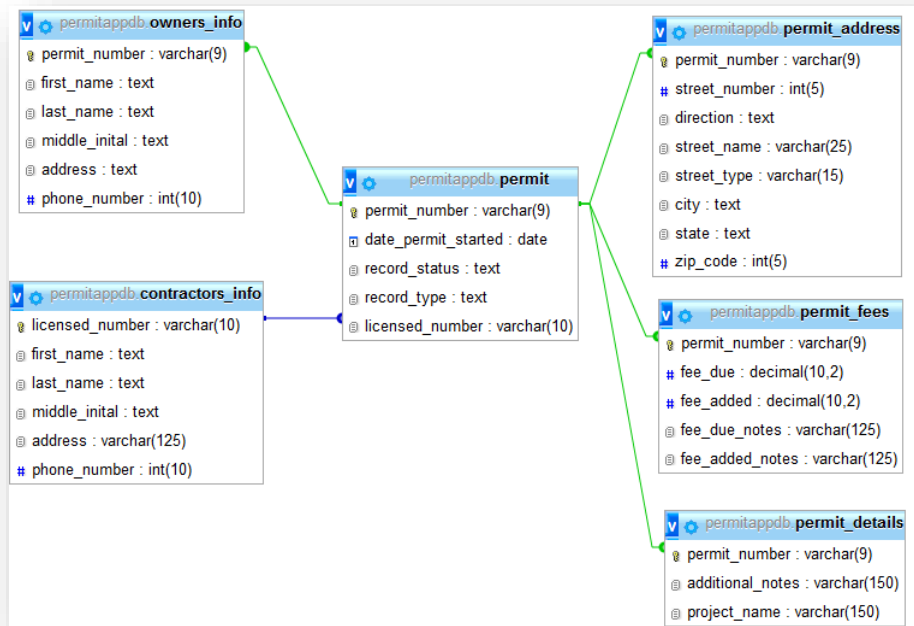 permitappdb.owners_info
permit_number : varchar(9)
first_name : text
last_name : text
middle_inital : text
address : text
# phone_number : int(10)
permitappdb.contractors_info
licensed_number : varchar(10)
first_name : text
last_name : text
middle_inital : text
address : varchar(125)
# phone_number : int(10)
permitappdb.permit
permit_number : varchar(9)
date_permit_started : date
record_status : text
record_type : text
licensed_number : varchar(10)
permitappdb.permit_address
permit_number : varchar(9)
# street_number : int(5)
direction : text
street_name : varchar(25)
street_type : varchar(15)
city : text
state : text
# zip_code : int(5)
permitappdb.permit_fees
permit_number : varchar(9)
# fee_due : decimal(10,2)
# fee_added : decimal(10,2)
fee_due_notes : varchar(125)
fee_added_notes : varchar(125)
permitappdb.permit_details
permit_number : varchar(9)
additional_notes : varchar(150)
project_name : varchar(150)